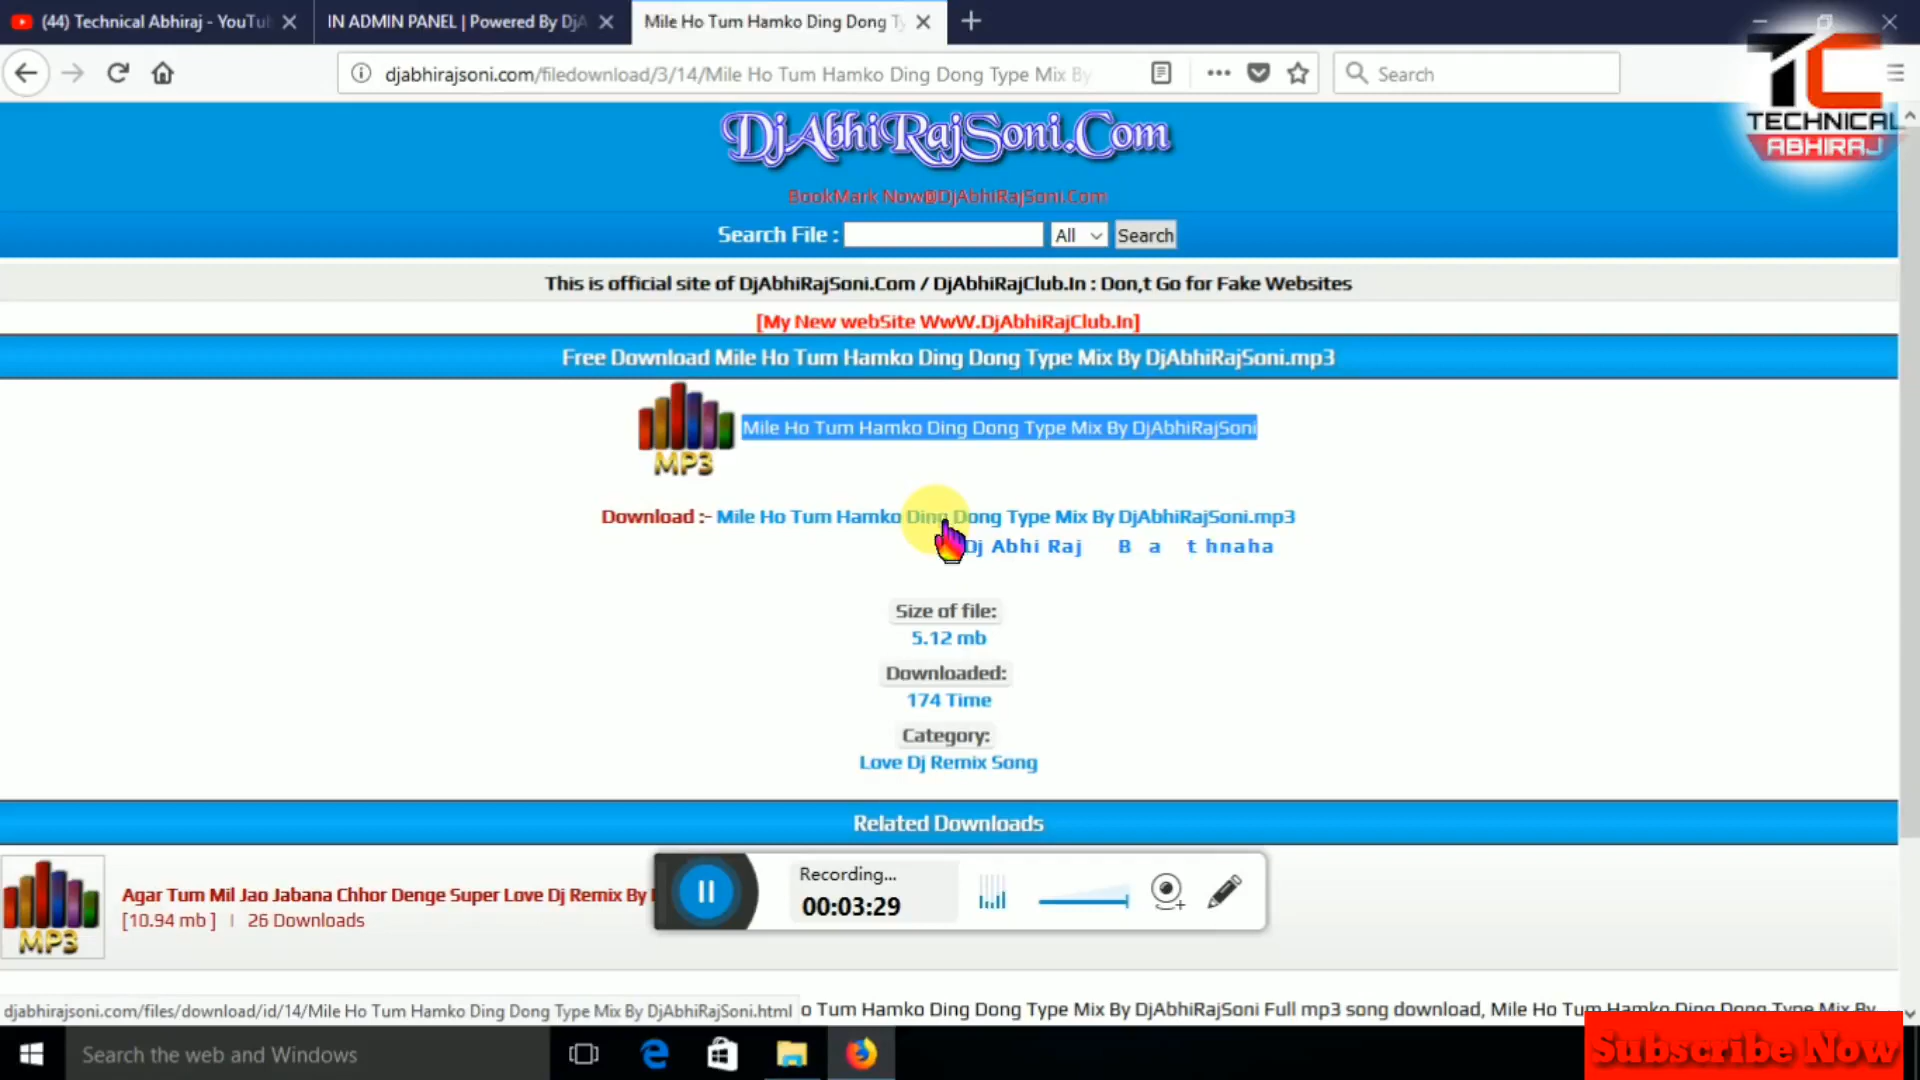 (44) Technical Abhiraj - YouTu
IN ADMIN PANEL | Powered By DjA
Mile Ho Tum Hamko Ding Dong Ty
djabhirajsoni.com/filedownload/3/14/Mile Ho Tum Hamko Ding Dong Type Mix By
Search
TC
TECHNICAL
ABHIRAJ
DjAbhiRajSoni.Com
BookMark Now@DjAbhiRajSoni.Com
Search File :
All
Search
This is official site of DjAbhiRajSoni.Com / DjAbhiRajClub.In : Don,t Go for Fake Websites
[My New webSite WwW.DjAbhiRajClub.In]
Free Download Mile Ho Tum Hamko Ding Dong Type Mix By DjAbhiRajSoni.mp3
MP3
Mile Ho Tum Hamko Ding Dong Type Mix By DjAbhiRajSoni
Download :- Mile Ho Tum Hamko Ding Dong Type Mix By DjAbhiRajSoni.mp3
Dj Abhi Raj B a t hnaha
Size of file:
5.12 mb
Downloaded:
174 Time
Category:
Love Dj Remix Song
Related Downloads
MP3
Agar Tum Mil Jao Jabana Chhor Denge Super Love Dj Remix By
[10.94 mb ] | 26 Downloads
Recording...
00:03:29
djabhirajsoni.com/files/download/id/14/Mile Ho Tum Hamko Ding Dong Type Mix By DjAbhiRajSoni.html
o Tum Hamko Ding Dong Type Mix By DjAbhiRajSoni Full mp3 song download, Mile Ho Tum Hamko Ding Dong Type Mix By
Search the web and Windows
Subscribe Now